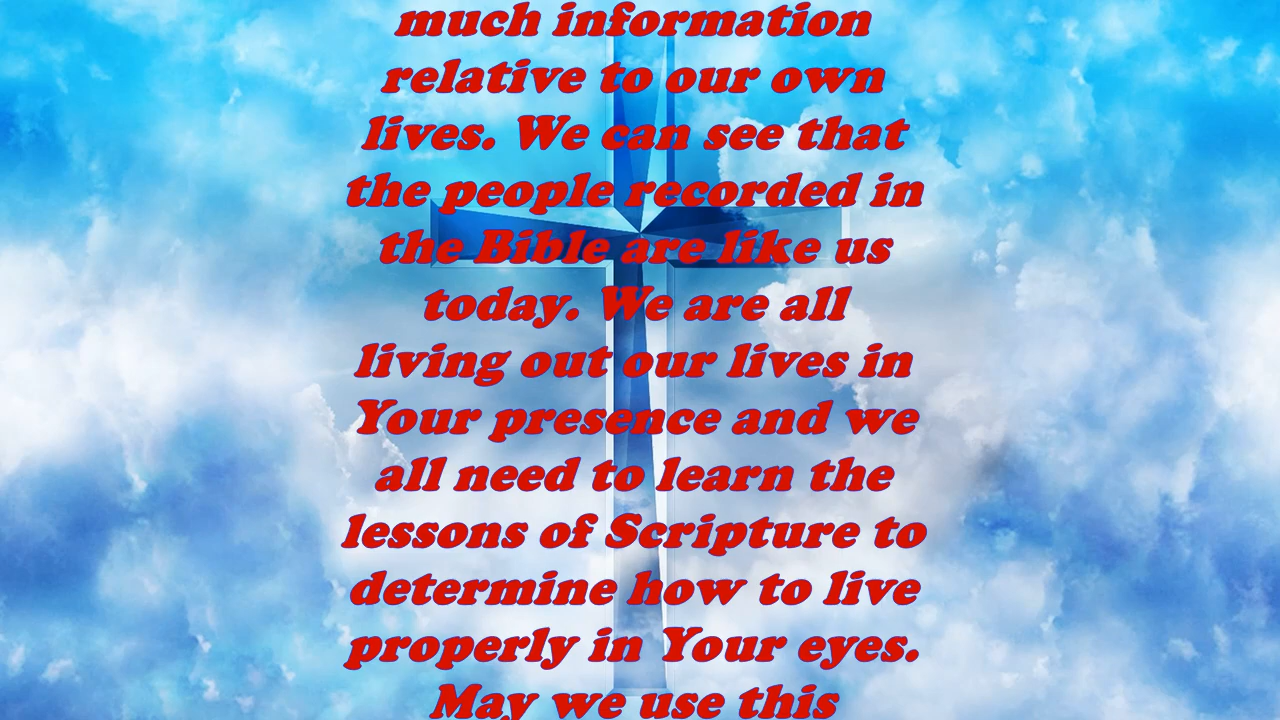 much information
relative to our own
lives. We can see that
the people recorded in
the Bible are like us
today. We are all
living out our lives in
Your presence and we
all need to learn the
lessons of Scripture to
determine how to live
properly in Your eyes.
May we use this